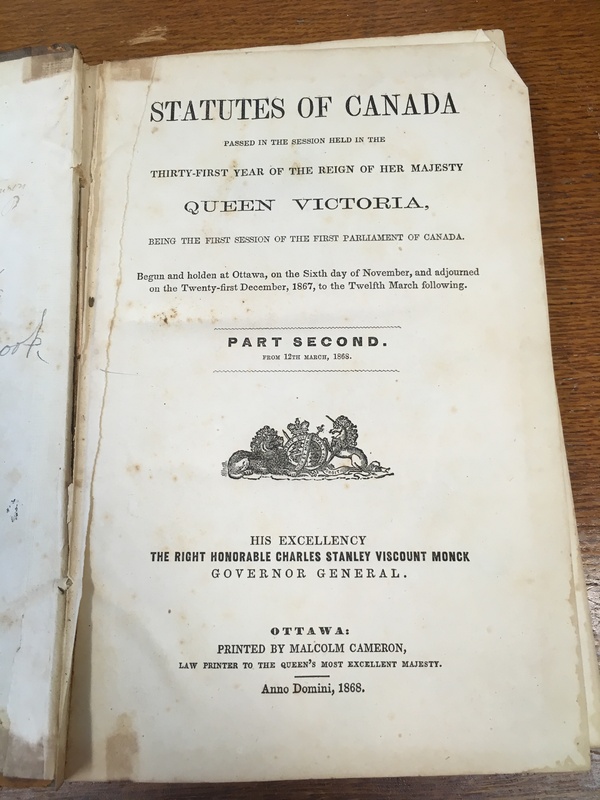 STATUTES OF CANADA
PASSED IN THE SESSION HELD IN THE
THIRTY-FIRST YEAR OF THE REIGN OF HER MAJESTY
QUEEN VICTORIA,
BEING THE FIRST SESSION OF THE FIRST PARLIAMENT OF CANADA.
Begun and holden at Ottawa, on the Sixth day of November, and adjourned
on the Twenty-first December, 1867, to the Twelfth March following.
PART SECOND.
FROM 12TH MARCH, 1868.
HIS EXCELLENCY
THE RIGHT HONORABLE CHARLES STANLEY VISCOUNT MONCK
GOVERNOR GENERAL.
OTTAWA:
PRINTED BY MALCOLM CAMERON,
LAW PRINTER TO THE QUEEN'S MOST EXCELLENT MAJESTY.
Anno Domini, 1868.